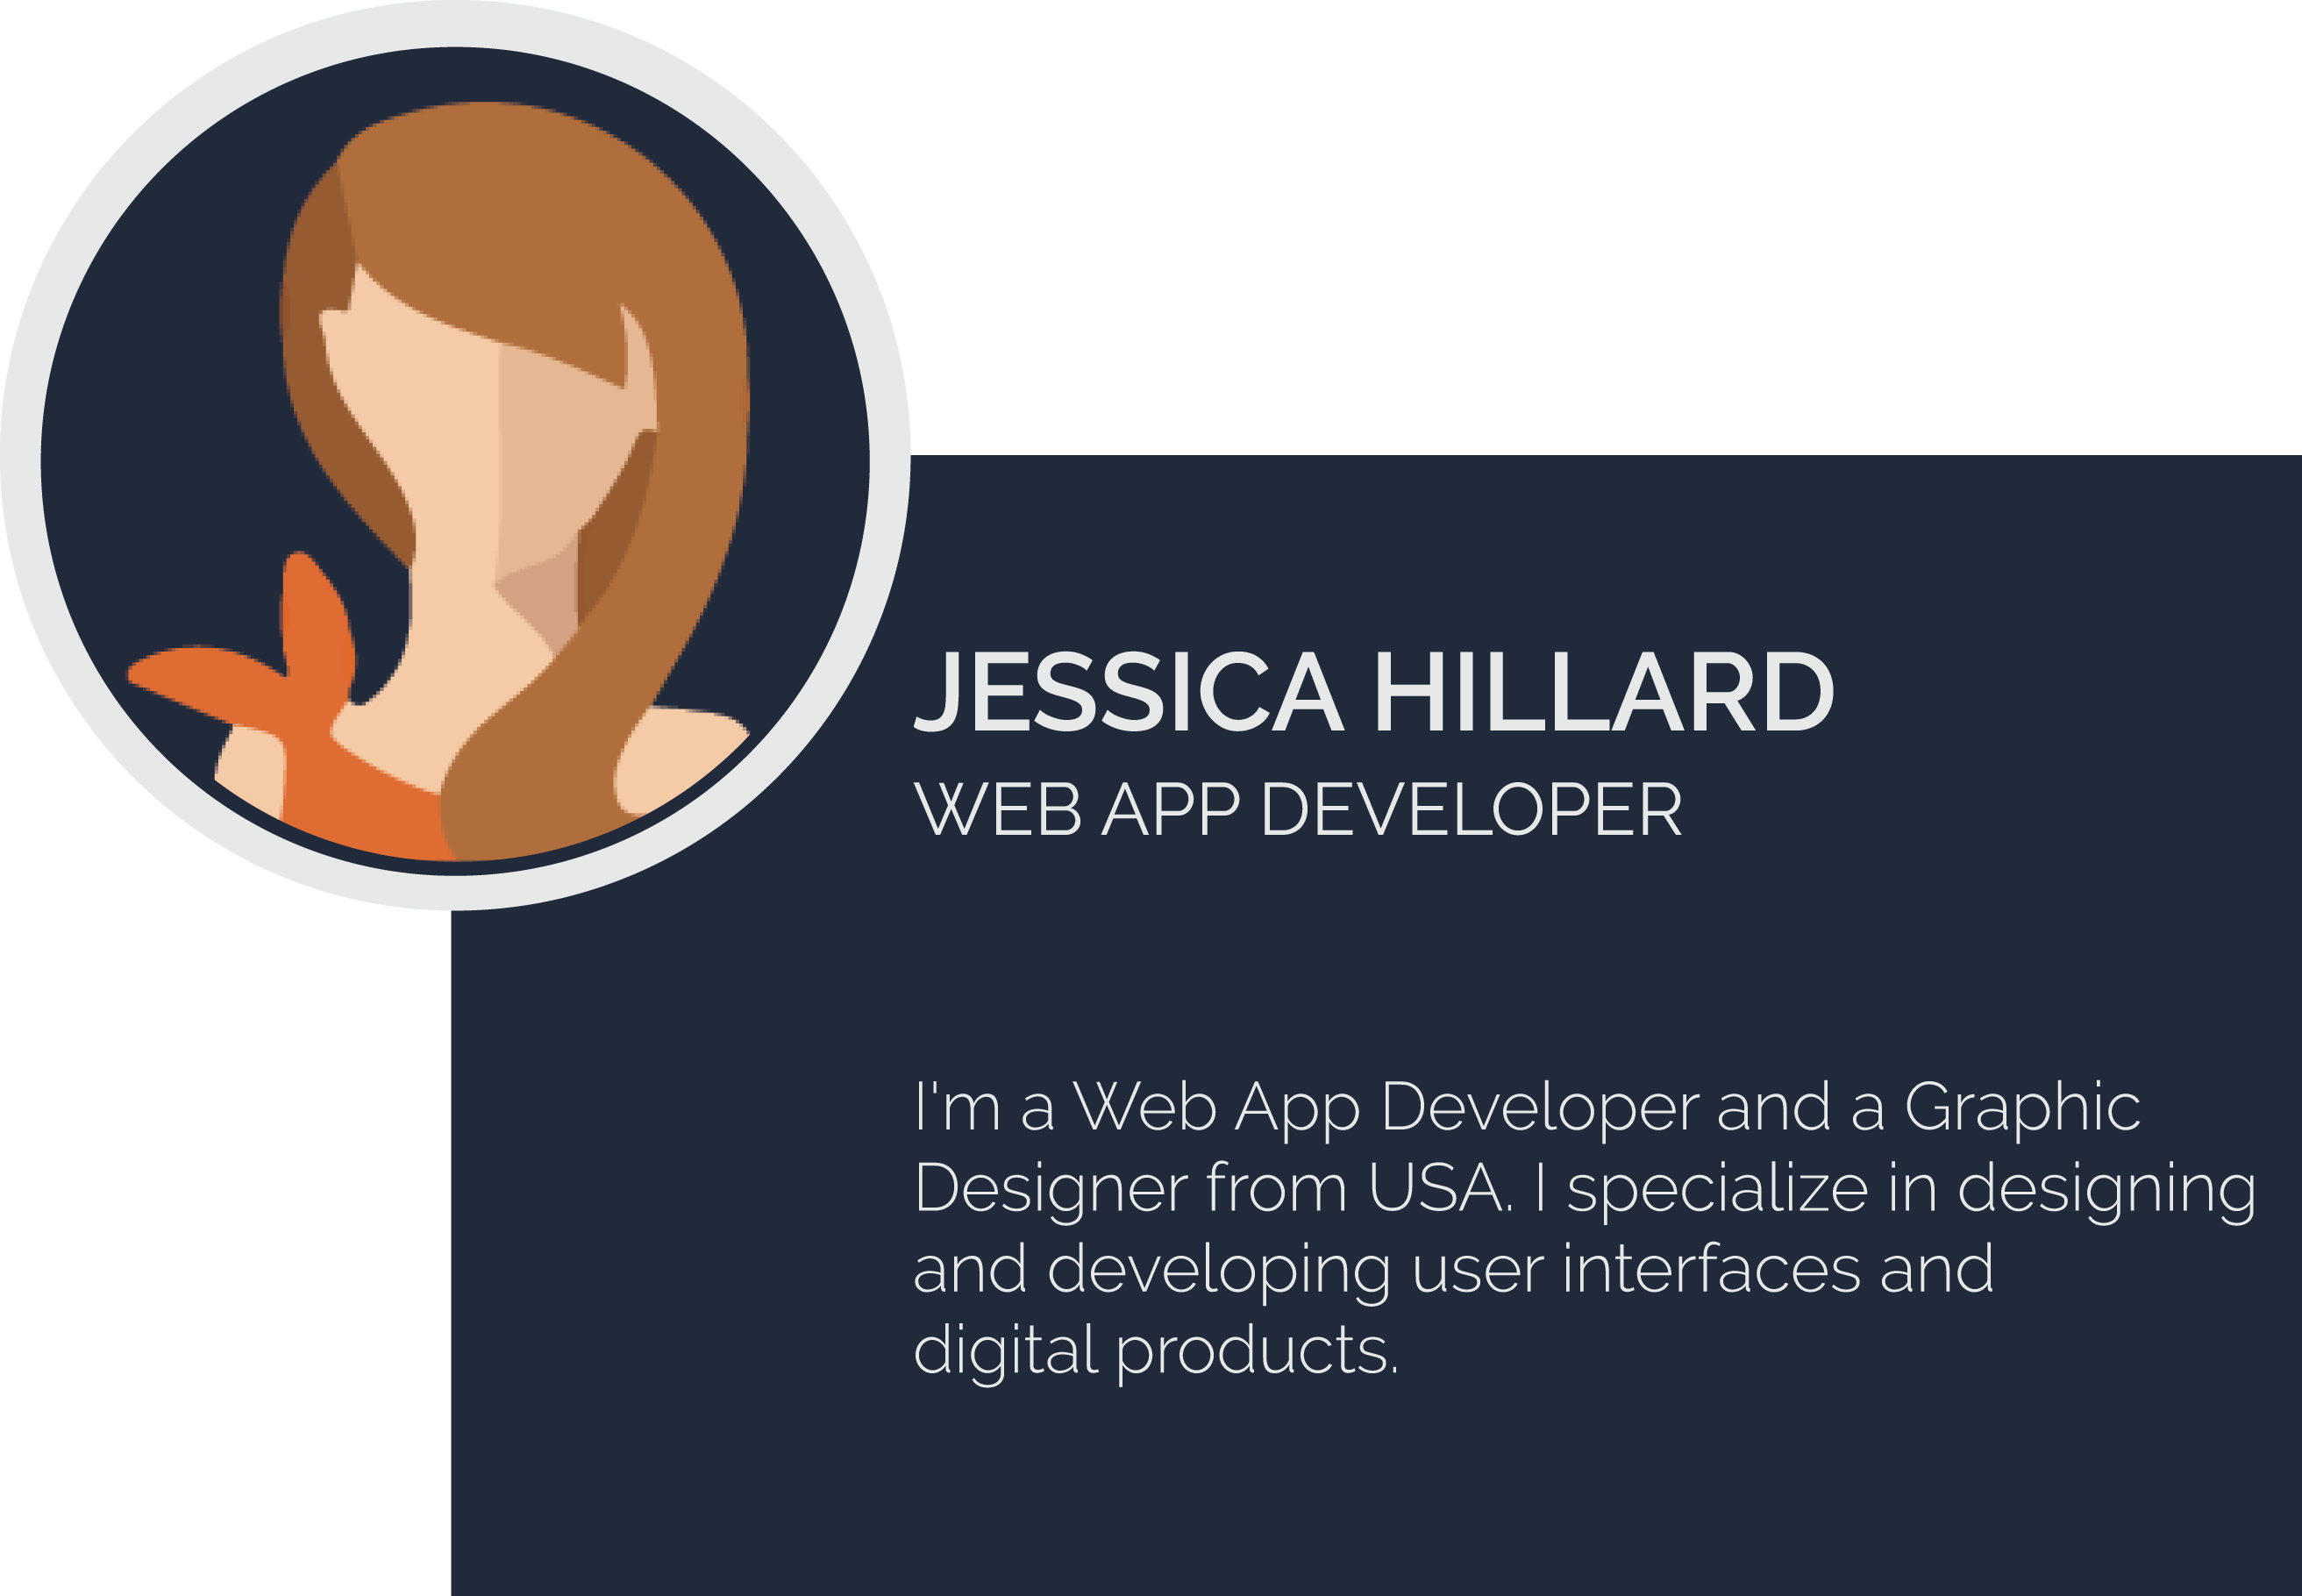 JESSICA HILLARD
WEB APP DEVELOPER
I'm a Web App Developer and a Graphic
Designer from USA. I specialize in designing
and developing user interfaces and
digital products.